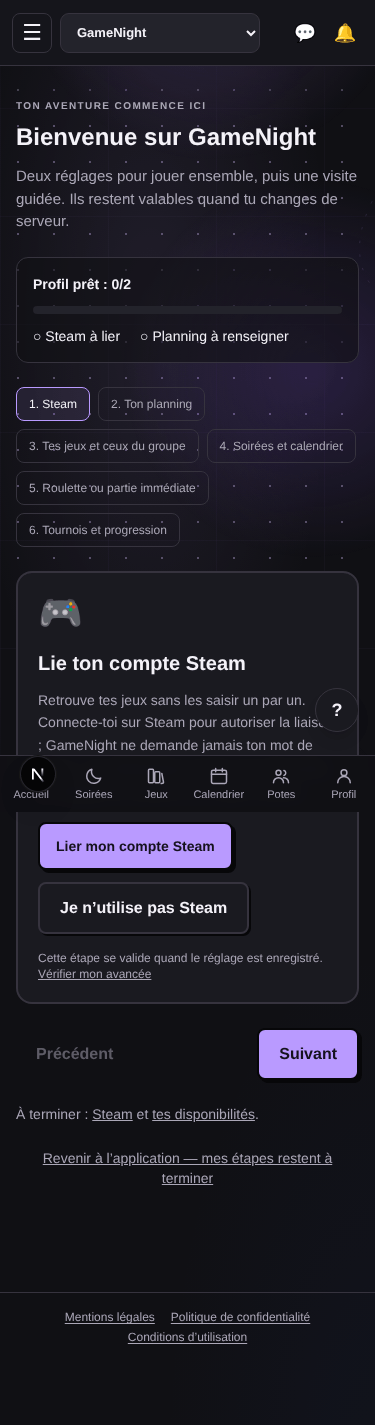 ☰ GameNight
TON AVENTURE COMMENCE ICI
Bienvenue sur GameNight
Deux réglages pour jouer ensemble, puis une visite
guidée. Ils restent valables quand tu changes de
serveur.
Profil prêt : 0/2
○ Steam à lier ○ Planning à renseigner
1. Steam 2. Ton planning
3. Tes jeux et ceux du groupe 4. Soirées et calendrier
5. Roulette ou partie immédiate
6. Tournois et progression
Lie ton compte Steam
Retrouve tes jeux sans les saisir un par un.
Connecte-toi sur Steam pour autoriser la
?
; GameNight ne demande jamais ton mot de
N
Accueil Soirées Jeux Calendrier Potes Profil
Lier mon compte Steam
Je n’utilise pas Steam
Cette étape se valide quand le réglage est enregistré.
Vérifier mon avancée
Précédent Suivant
À terminer : Steam et tes disponibilités.
Revenir à l’application — mes étapes restent à
terminer
Mentions légales Politique de confidentialité
Conditions d’utilisation